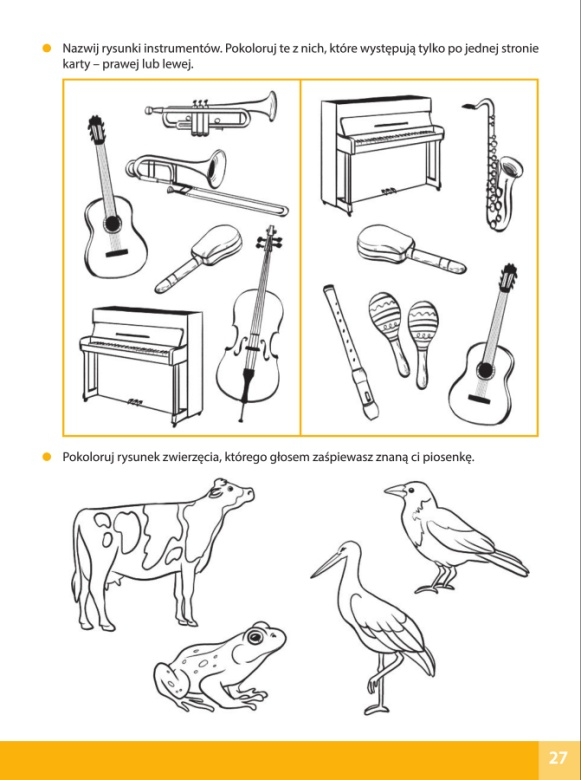 Nazwij rysunki instrumentów. Pokoloruj te z nich, które występują tylko po jednej stronie
karty – prawej lub lewej.
Pokoloruj rysunek zwierzęcia, którego głosem zaśpiewasz znaną ci piosenkę.
27